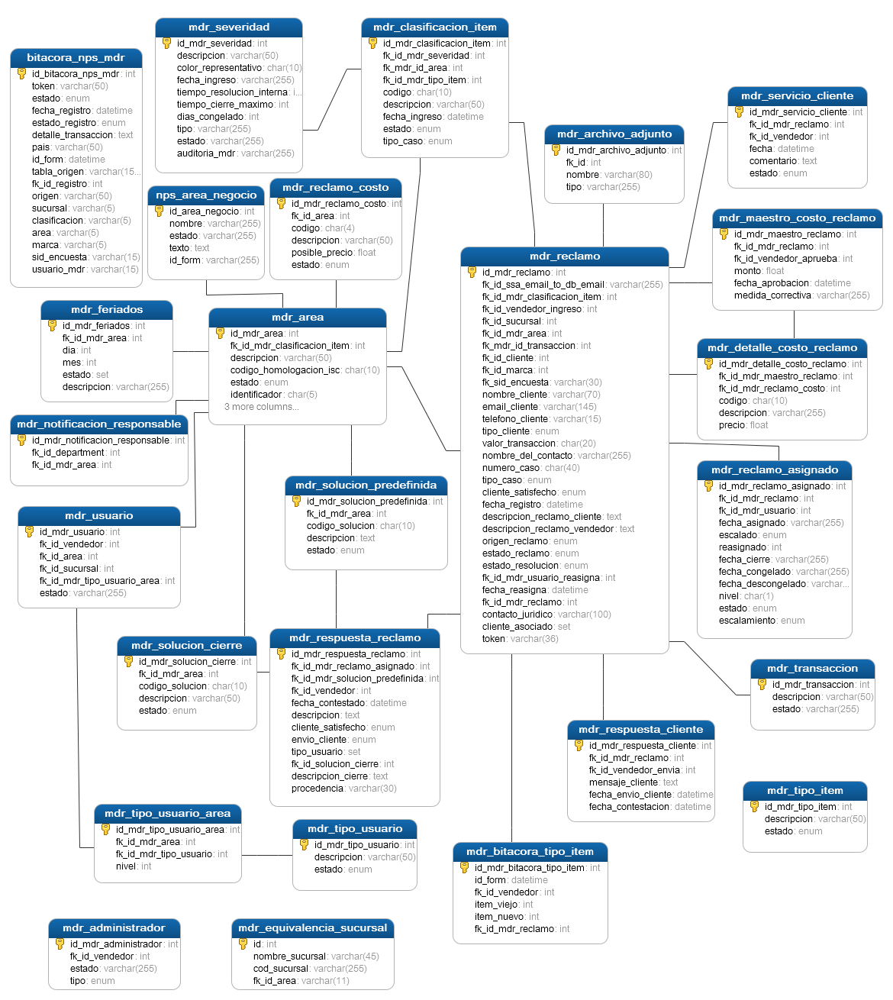 mdr_severidad
id_mdr_severidad: int
descripcion: varchar(50)
color_representativo: char(10)
fecha_ingreso: varchar(255)
tiempo_resolucion_interna: i...
tiempo_cierre_maximo: int
dias_congelado: int
tipo: varchar(255)
estado: varchar(255)
auditoria_mdr: varchar(255)
mdr_clasificacion_item
id_mdr_clasificacion_item: int
fk_id_mdr_severidad: int
fk_mdr_id_area: int
fk_id_mdr_tipo_item: int
codigo: char(10)
descripcion: varchar(50)
fecha_ingreso: datetime
estado: enum
tipo_caso: enum
bitacora_nps_mdr
id_bitacora_nps_mdr: int
token: varchar(50)
estado: enum
fecha_registro: datetime
estado_registro: enum
detalle_transaccion: text
pais: varchar(50)
id_form: datetime
tabla_origen: varchar(15...
fk_id_registro: int
origen: varchar(50)
sucursal: varchar(5)
clasificacion: varchar(5)
area: varchar(5)
marca: varchar(5)
sid_encuesta: varchar(15)
usuario_mdr: varchar(15)
mdr_servicio_cliente
id_mdr_servicio_cliente: int
fk_id_mdr_reclamo: int
fk_id_vendedor: int
fecha: datetime
comentario: text
estado: enum
mdr_archivo_adjunto
id_mdr_archivo_adjunto: int
fk_id: int
nombre: varchar(80)
tipo: varchar(255)
nps_area_negocio
id_area_negocio: int
nombre: varchar(255)
estado: varchar(255)
texto: text
id_form: varchar(255)
mdr_reclamo_costo
id_mdr_reclamo_costo: int
fk_id_area: int
codigo: char(4)
descripcion: varchar(50)
posible_precio: float
estado: enum
mdr_maestro_costo_reclamo
id_mdr_maestro_reclamo: int
fk_id_mdr_reclamo: int
fk_id_vendedor_aprueba: int
monto: float
fecha_aprobacion: datetime
medida_correctiva: varchar(255)
mdr_reclamo
id_mdr_reclamo: int
fk_id_ssa_email_to_db_email: varchar(255)
fk_id_mdr_clasificacion_item: int
fk_id_vendedor_ingreso: int
fk_id_sucursal: int
fk_id_mdr_area: int
fk_mdr_id_transaccion: int
fk_id_cliente: int
fk_id_marca: int
fk_sid_encuesta: varchar(30)
nombre_cliente: varchar(70)
email_cliente: varchar(145)
telefono_cliente: varchar(15)
tipo_cliente: enum
valor_transaccion: char(20)
nombre_del_contacto: varchar(255)
numero_caso: char(40)
tipo_caso: enum
cliente_satisfecho: enum
fecha_registro: datetime
descripcion_reclamo_cliente: text
descripcion_reclamo_vendedor: text
origen_reclamo: enum
estado_reclamo: enum
estado_resolucion: enum
fk_id_mdr_usuario_reasigna: int
fecha_reasigna: datetime
fk_id_mdr_reclamo: int
contacto_juridico: varchar(100)
cliente_asociado: set
token: varchar(36)
mdr_feriados
id_mdr_feriados: int
fk_id_mdr_area: int
dia: int
mes: int
estado: set
descripcion: varchar(255)
mdr_area
id_mdr_area: int
fk_id_mdr_clasificacion_item: int
descripcion: varchar(50)
codigo_homologacion_isc: char(10)
estado: enum
identificador: char(5)
3 more columns...
mdr_detalle_costo_reclamo
id_mdr_detalle_costo_reclamo: int
fk_id_mdr_maestro_reclamo: int
fk_id_mdr_reclamo_costo: int
codigo: char(10)
descripcion: varchar(255)
precio: float
mdr_notificacion_responsable
id_mdr_notificacion_responsable: int
fk_id_department: int
fk_id_mdr_area: int
mdr_reclamo_asignado
id_mdr_reclamo_asignado: int
fk_id_mdr_reclamo: int
fk_id_mdr_usuario: int
fecha_asignado: varchar(255)
escalado: enum
reasignado: int
fecha_cierre: varchar(255)
fecha_congelado: varchar(255)
fecha_descongelado: varchar...
nivel: char(1)
estado: enum
escalamiento: enum
mdr_solucion_predefinida
id_mdr_solucion_predefinida: int
fk_id_mdr_area: int
codigo_solucion: char(10)
descripcion: text
estado: enum
mdr_usuario
id_mdr_usuario: int
fk_id_vendedor: int
fk_id_area: int
fk_id_sucursal: int
fk_id_mdr_tipo_usuario_area: int
estado: varchar(255)
mdr_solucion_cierre
id_mdr_solucion_cierre: int
fk_id_mdr_area: int
codigo_solucion: char(10)
descripcion: varchar(50)
estado: enum
mdr_respuesta_reclamo
id_mdr_respuesta_reclamo: int
fk_id_mdr_reclamo_asignado: int
fk_id_mdr_solucion_predefinida: int
fk_id_vendedor: int
fecha_contestado: datetime
descripcion: text
cliente_satisfecho: enum
envio_cliente: enum
tipo_usuario: set
fk_id_solucion_cierre: int
descripcion_cierre: text
procedencia: varchar(30)
mdr_transaccion
id_mdr_transaccion: int
descripcion: varchar(50)
estado: varchar(255)
mdr_respuesta_cliente
id_mdr_respuesta_cliente: int
fk_id_mdr_reclamo: int
fk_id_vendedor_envia: int
mensaje_cliente: text
fecha_envio_cliente: datetime
fecha_contestacion: datetime
mdr_tipo_item
id_mdr_tipo_item: int
descripcion: varchar(50)
estado: enum
mdr_tipo_usuario_area
id_mdr_tipo_usuario_area: int
fk_id_mdr_area: int
fk_id_mdr_tipo_usuario: int
nivel: int
mdr_tipo_usuario
id_mdr_tipo_usuario: int
descripcion: varchar(50)
estado: enum
mdr_bitacora_tipo_item
id_mdr_bitacora_tipo_item: int
id_form: datetime
fk_id_vendedor: int
item_viejo: int
item_nuevo: int
fk_id_mdr_reclamo: int
mdr_administrador
id_mdr_administrador: int
fk_id_vendedor: int
estado: varchar(255)
tipo: enum
mdr_equivalencia_sucursal
id: int
nombre_sucursal: varchar(45)
cod_sucursal: varchar(255)
fk_id_area: varchar(11)